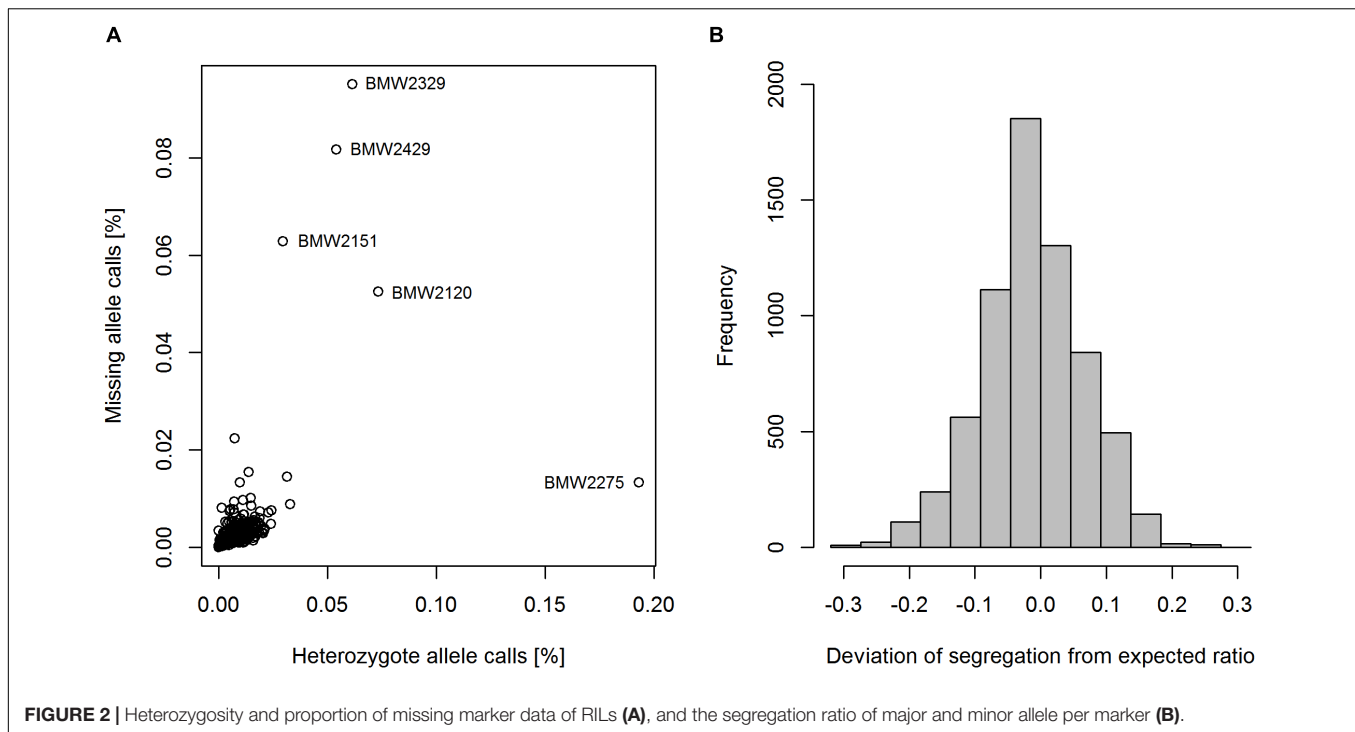 A
B
BMW2329
BMW2429
BMW2151
BMW2120
BMW2275
0.00
0.02
0.04
0.06
0.08
Missing allele calls [%]
0.00
0.05
0.10
0.15
0.20
Heterozygote allele calls [%]
2000
1500
1000
500
0
Frequency
-0.3
-0.2
-0.1
0.0
0.1
0.2
0.3
Deviation of segregation from expected ratio
FIGURE 2 | Heterozygosity and proportion of missing marker data of RILs (A), and the segregation ratio of major and minor allele per marker (B).